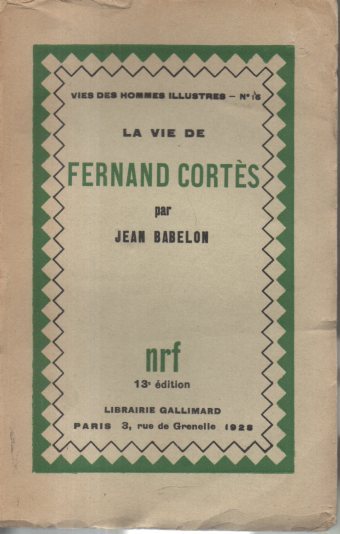 VIES DES HOMMES ILLUSTRES – N° 16
LA VIE DE
FERNAND CORTÈS
par
JEAN BABELON
nrf
13e édition
LIBRAIRIE GALLIMARD
PARIS 3, rue de Grenelle 1928